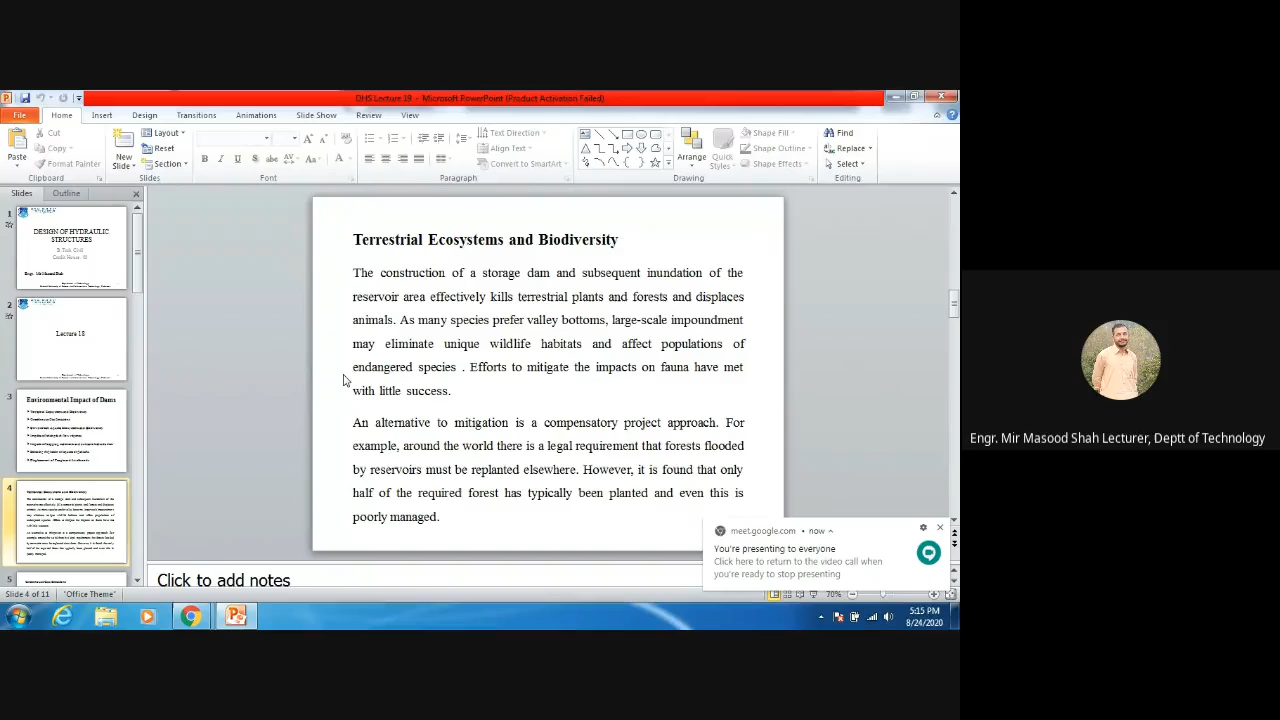 DHS Lecture 19 - Microsoft PowerPoint (Product Activation Failed)
File Home Insert Design Transitions Animations Slide Show Review View
Cut
Copy
Format Painter
Paste
Clipboard
New
Slide
Layout
Reset
Section
Slides
Font
Text Direction
Align Text
Convert to SmartArt
Paragraph
Arrange
Quick
Styles
Shape Fill
Shape Outline
Shape Effects
Drawing
Find
Replace
Select
Editing
Slides Outline
1
DESIGN OF HYDRAULIC
STRUCTURES
2
Lecture 18
3
Environmental Impact of Dams
4
5
Terrestrial Ecosystems and Biodiversity
The construction of a storage dam and subsequent inundation of the
reservoir area effectively kills terrestrial plants and forests and displaces
animals. As many species prefer valley bottoms, large-scale impoundment
may eliminate unique wildlife habitats and affect populations of
endangered species . Efforts to mitigate the impacts on fauna have met
with little success.
An alternative to mitigation is a compensatory project approach. For
example, around the World there is a legal requirement that forests flooded
by reservoirs must be replanted elsewhere. However, it is found that only
half of the required forest has typically been planted and even this is
poorly managed.
meet.google.com • now
You're presenting to everyone
Click here to return to the video call when
you're ready to stop presenting
Click to add notes
Slide 4 of 11 "Office Theme" 70%
5:15 PM
8/24/2020
Engr. Mir Masood Shah Lecturer, Deptt of Technology